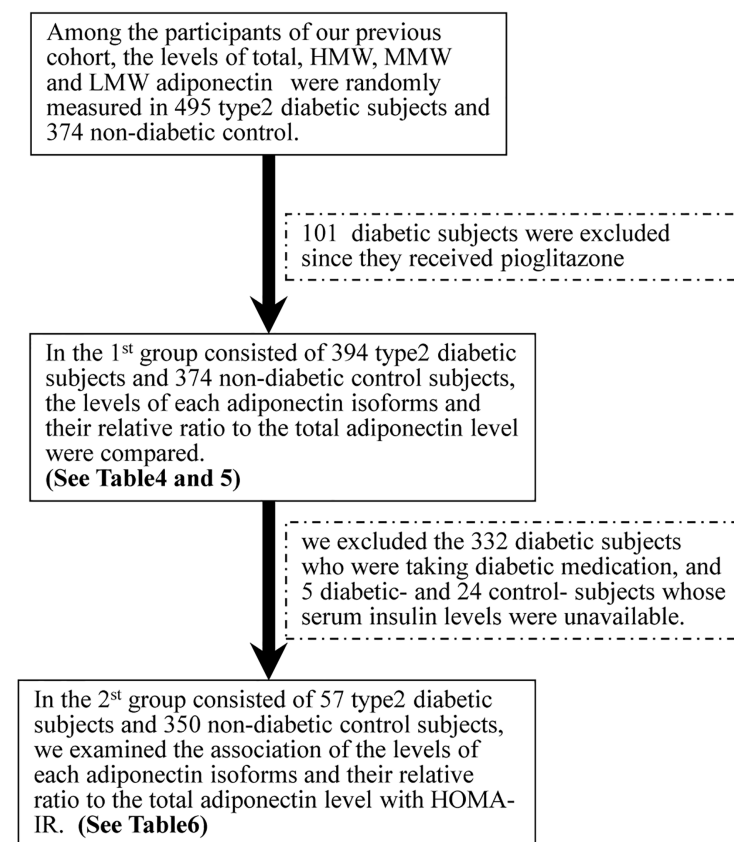 Among the participants of our previous
cohort, the levels of total, HMW, MMW
and LMW adiponectin were randomly
measured in 495 type2 diabetic subjects and
374 non-diabetic control.
101 diabetic subjects were excluded
since they received pioglitazone
In the 1st group consisted of 394 type2 diabetic
subjects and 374 non-diabetic control subjects,
the levels of each adiponectin isoforms and
their relative ratio to the total adiponectin level
were compared.
(See Table4 and 5)
we excluded the 332 diabetic subjects
who were taking diabetic medication, and
5 diabetic- and 24 control- subjects whose
serum insulin levels were unavailable.
In the 2st group consisted of 57 type2 diabetic
subjects and 350 non-diabetic control subjects,
we examined the association of the levels of
each adiponectin isoforms and their relative
ratio to the total adiponectin level with HOMA-
IR. (See Table6)